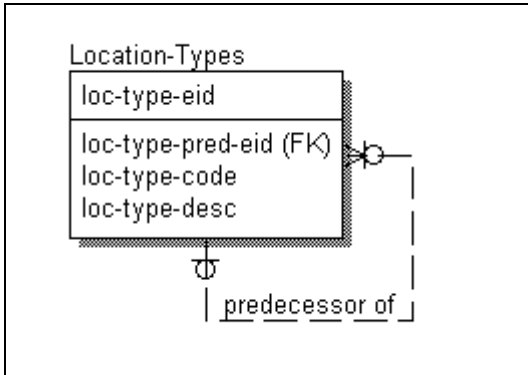 Location-Types
loc-type-eid
loc-type-pred-eid (FK)
loc-type-code
loc-type-desc
predecessor of